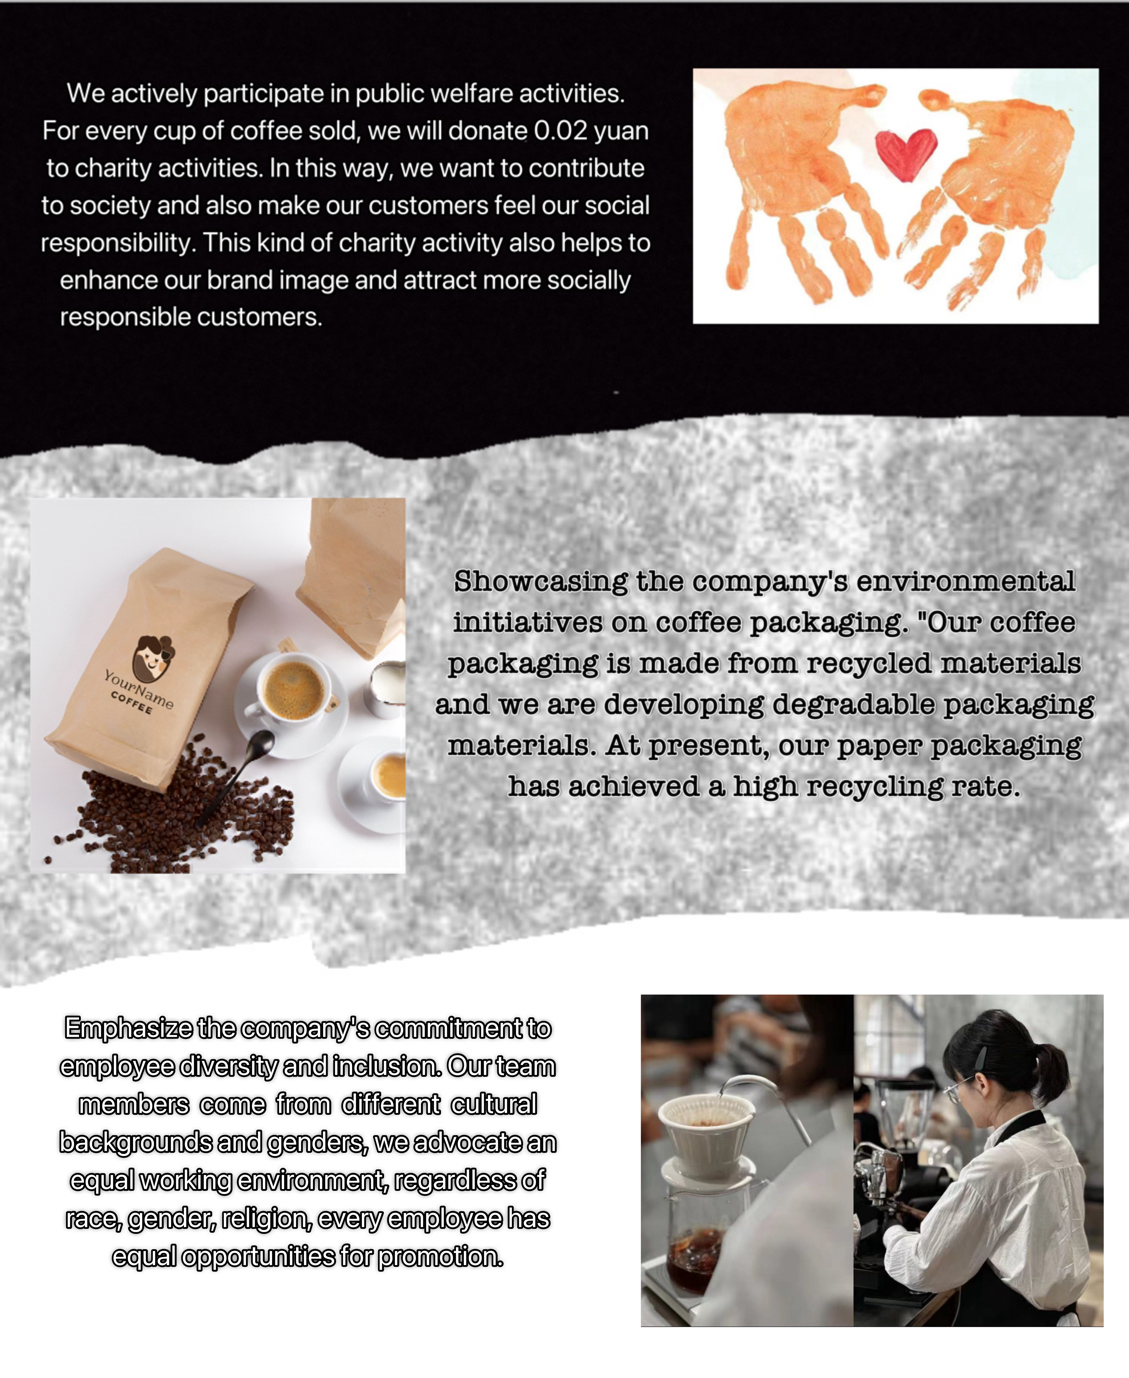 We actively participate in public welfare activities.
For every cup of coffee sold, we will donate 0.02 yuan
to charity activities. In this way, we want to contribute
to society and also make our customers feel our social
responsibility. This kind of charity activity also helps to
enhance our brand image and attract more socially
responsible customers.
YourName
COFFEE
Showcasing the company's environmental
initiatives on coffee packaging. "Our coffee
packaging is made from recycled materials
and we are developing degradable packaging
materials. At present, our paper packaging
has achieved a high recycling rate.
Emphasize the company's commitment to
employee diversity and inclusion. Our team
members come from different cultural
backgrounds and genders, we advocate an
equal working environment, regardless of
race, gender, religion, every employee has
equal opportunities for promotion.